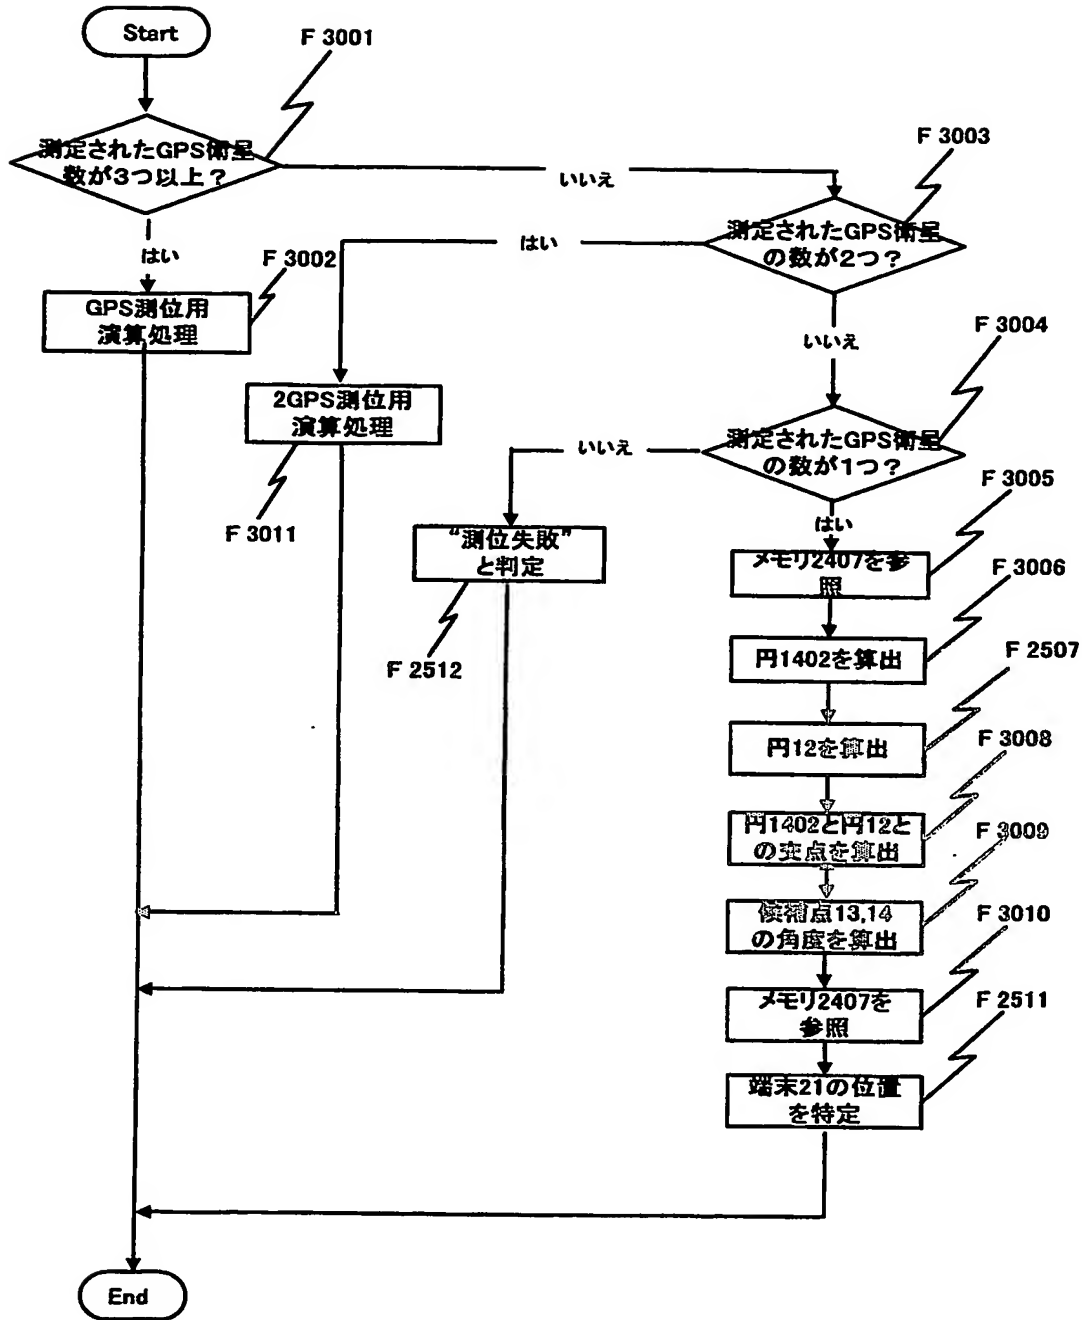 Start
F 3001
測定されたGPS衛星
数が3つ以上？
いいえ
F 3003
はい
F 3002
測定されたGPS衛星
の数が2つ？
はい
GPS測位用
演算処理
いいえ
F 3004
2GPS測位用
演算処理
F 3011
測定されたGPS衛星
の数が1つ？
いいえ
はい
F 3005
“測位失敗”
と判定
F 2512
メモリ2407を参
照
F 3006
円1402を算出
F 2507
円12を算出
F 3008
円1402と円12と
の交点を算出
F 3009
候補点13,14
の角度を算出
F 3010
メモリ2407を
参照
F 2511
端末21の位置
を特定
End